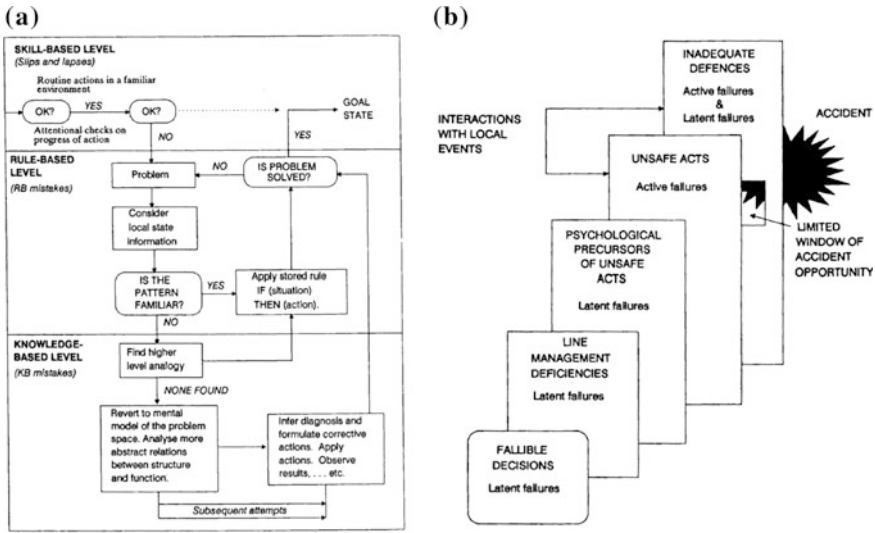 (a)
SKILL-BASED LEVEL
(Slips and lapses)
Routine actions in a familiar
environment
OK?
YES
OK?
GOAL
STATE
Attentional checks on
progress of action
NO
YES
RULE-BASED
LEVEL
(RB mistakes)
Problem
NO
IS PROBLEM
SOLVED?
Consider
local state
information
IS THE
PATTERN
FAMILIAR?
YES
Apply stored rule
IF (situation)
THEN (action).
NO
KNOWLEDGE-
BASED LEVEL
(KB mistakes)
Find higher
level analogy
NONE FOUND
Revert to mental
model of the problem
space. Analyse more
abstract relations
between structure
and function.
Infer diagnosis and
formulate corrective
actions. Apply
actions. Observe
results, . . . etc.
Subsequent attempts
(b)
INADEQUATE
DEFENCES
Active failures
&
Latent failures
ACCIDENT
INTERACTIONS
WITH LOCAL
EVENTS
UNSAFE ACTS
Active failures
LIMITED
WINDOW OF
ACCIDENT
OPPORTUNITY
PSYCHOLOGICAL
PRECURSORS
OF UNSAFE
ACTS
Latent failures
LINE
MANAGEMENT
DEFICIENCIES
Latent failures
FALLIBLE
DECISIONS
Latent failures